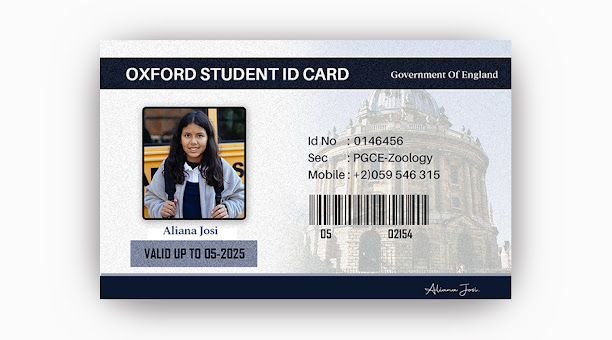 OXFORD STUDENT ID CARD
Government Of England
Id No : 0146456
Sec : PGCE-Zoology
Mobile : +2)059 546 315
Aliana Josi
VALID UP TO 05-2025
05 02154
Aliana Josi